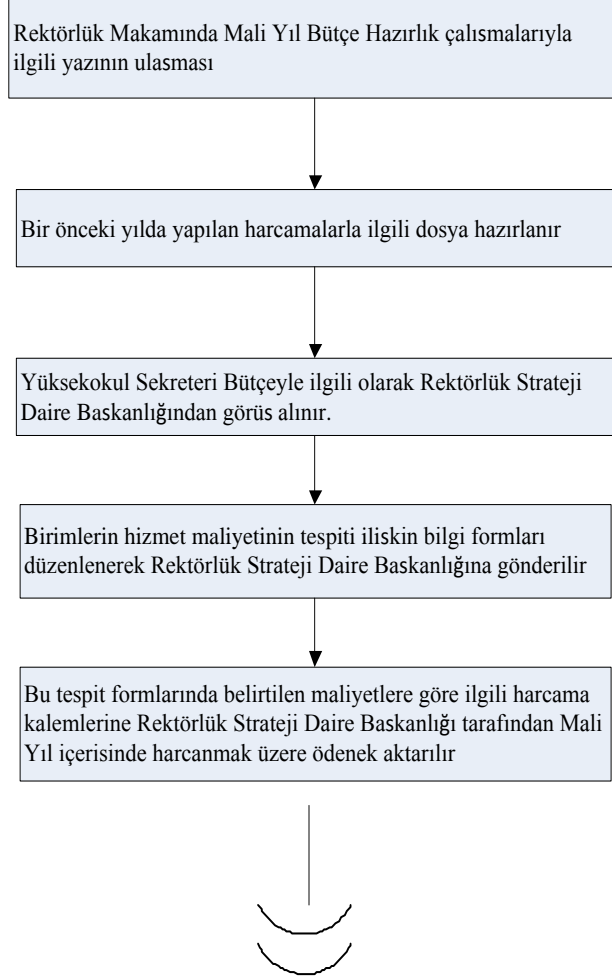 Rektörlük Makamında Mali Yıl Bütçe Hazırlık çalısmalarıyla
ilgili yazının ulasması
Bir önceki yılda yapılan harcamalarla ilgili dosya hazırlanır
Yüksekokul Sekreteri Bütçeyle ilgili olarak Rektörlük Strateji
Daire Baskanlığından görüs alınır.
Birimlerin hizmet maliyetinin tespiti iliskin bilgi formları
düzenlenerek Rektörlük Strateji Daire Baskanlığına gönderilir
Bu tespit formlarında belirtilen maliyetlere göre ilgili harcama
kalemlerine Rektörlük Strateji Daire Baskanlığı tarafından Mali
Yıl içerisinde harcanmak üzere ödenek aktarılır